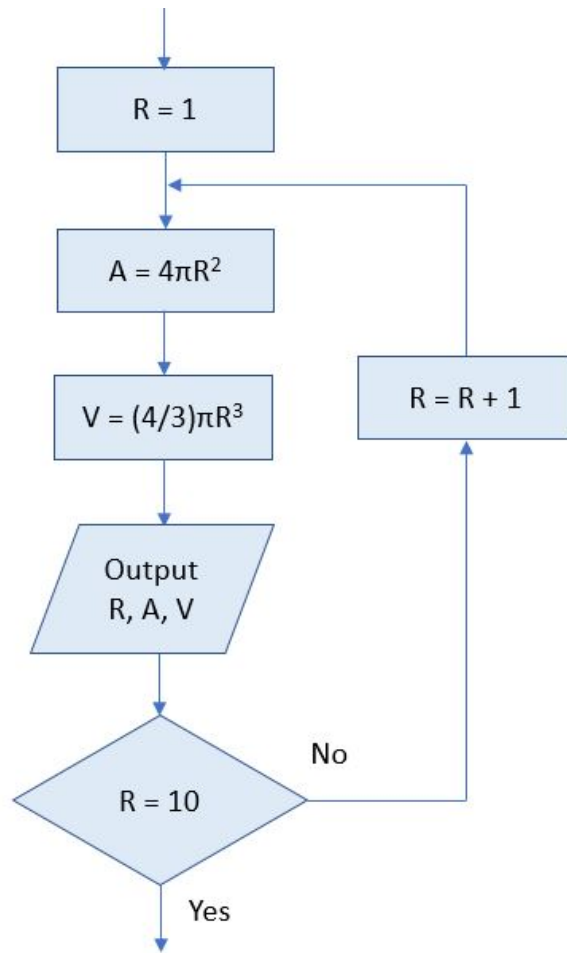 R = 1
A = 4πR²
V = (4/3)πR³
R = R + 1
Output
R, A, V
No
R = 10
Yes